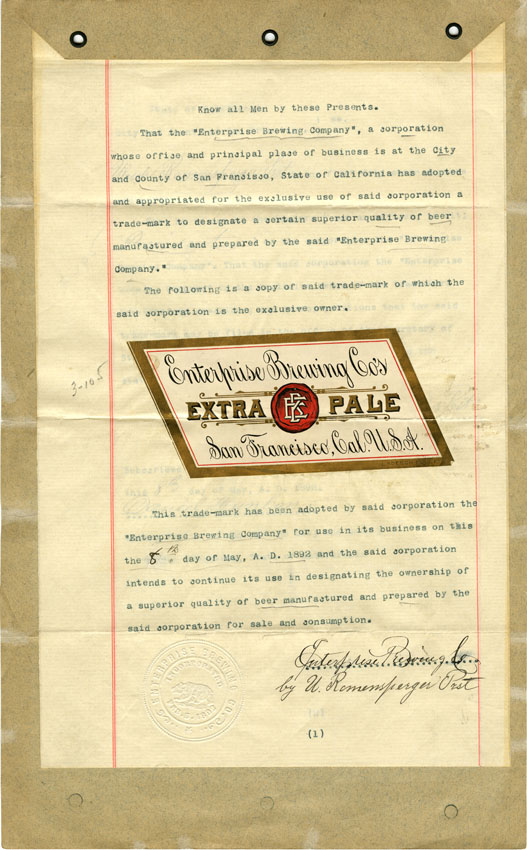 Know all Men by these Presents.
That the "Enterprise Brewing Company", a corporation
whose office and principal place of business is at the City
and County of San Francisco, State of California has adopted
and appropriated for the exclusive use of said corporation a
trade-mark to designate a certain superior quality of beer
manufactured and prepared by the said "Enterprise Brewing
Company."
The following is a copy of said trade-mark of which the
said corporation is the exclusive owner.
3-10-5
Enterprise Brewing Co's
EXTRA PALE
San Francisco, Cal. U.S.A.
This trade-mark has been adopted by said corporation the
"Enterprise Brewing Company" for use in its business on this
the 8th. day of May, A. D. 1892 and the said corporation
intends to continue its use in designating the ownership of
a superior quality of beer manufactured and prepared by the
said corporation for sale and consumption.
Enterprise Brewing Co.
by U. Remensperger Prst
ENTERPRISE BREWING
(1)